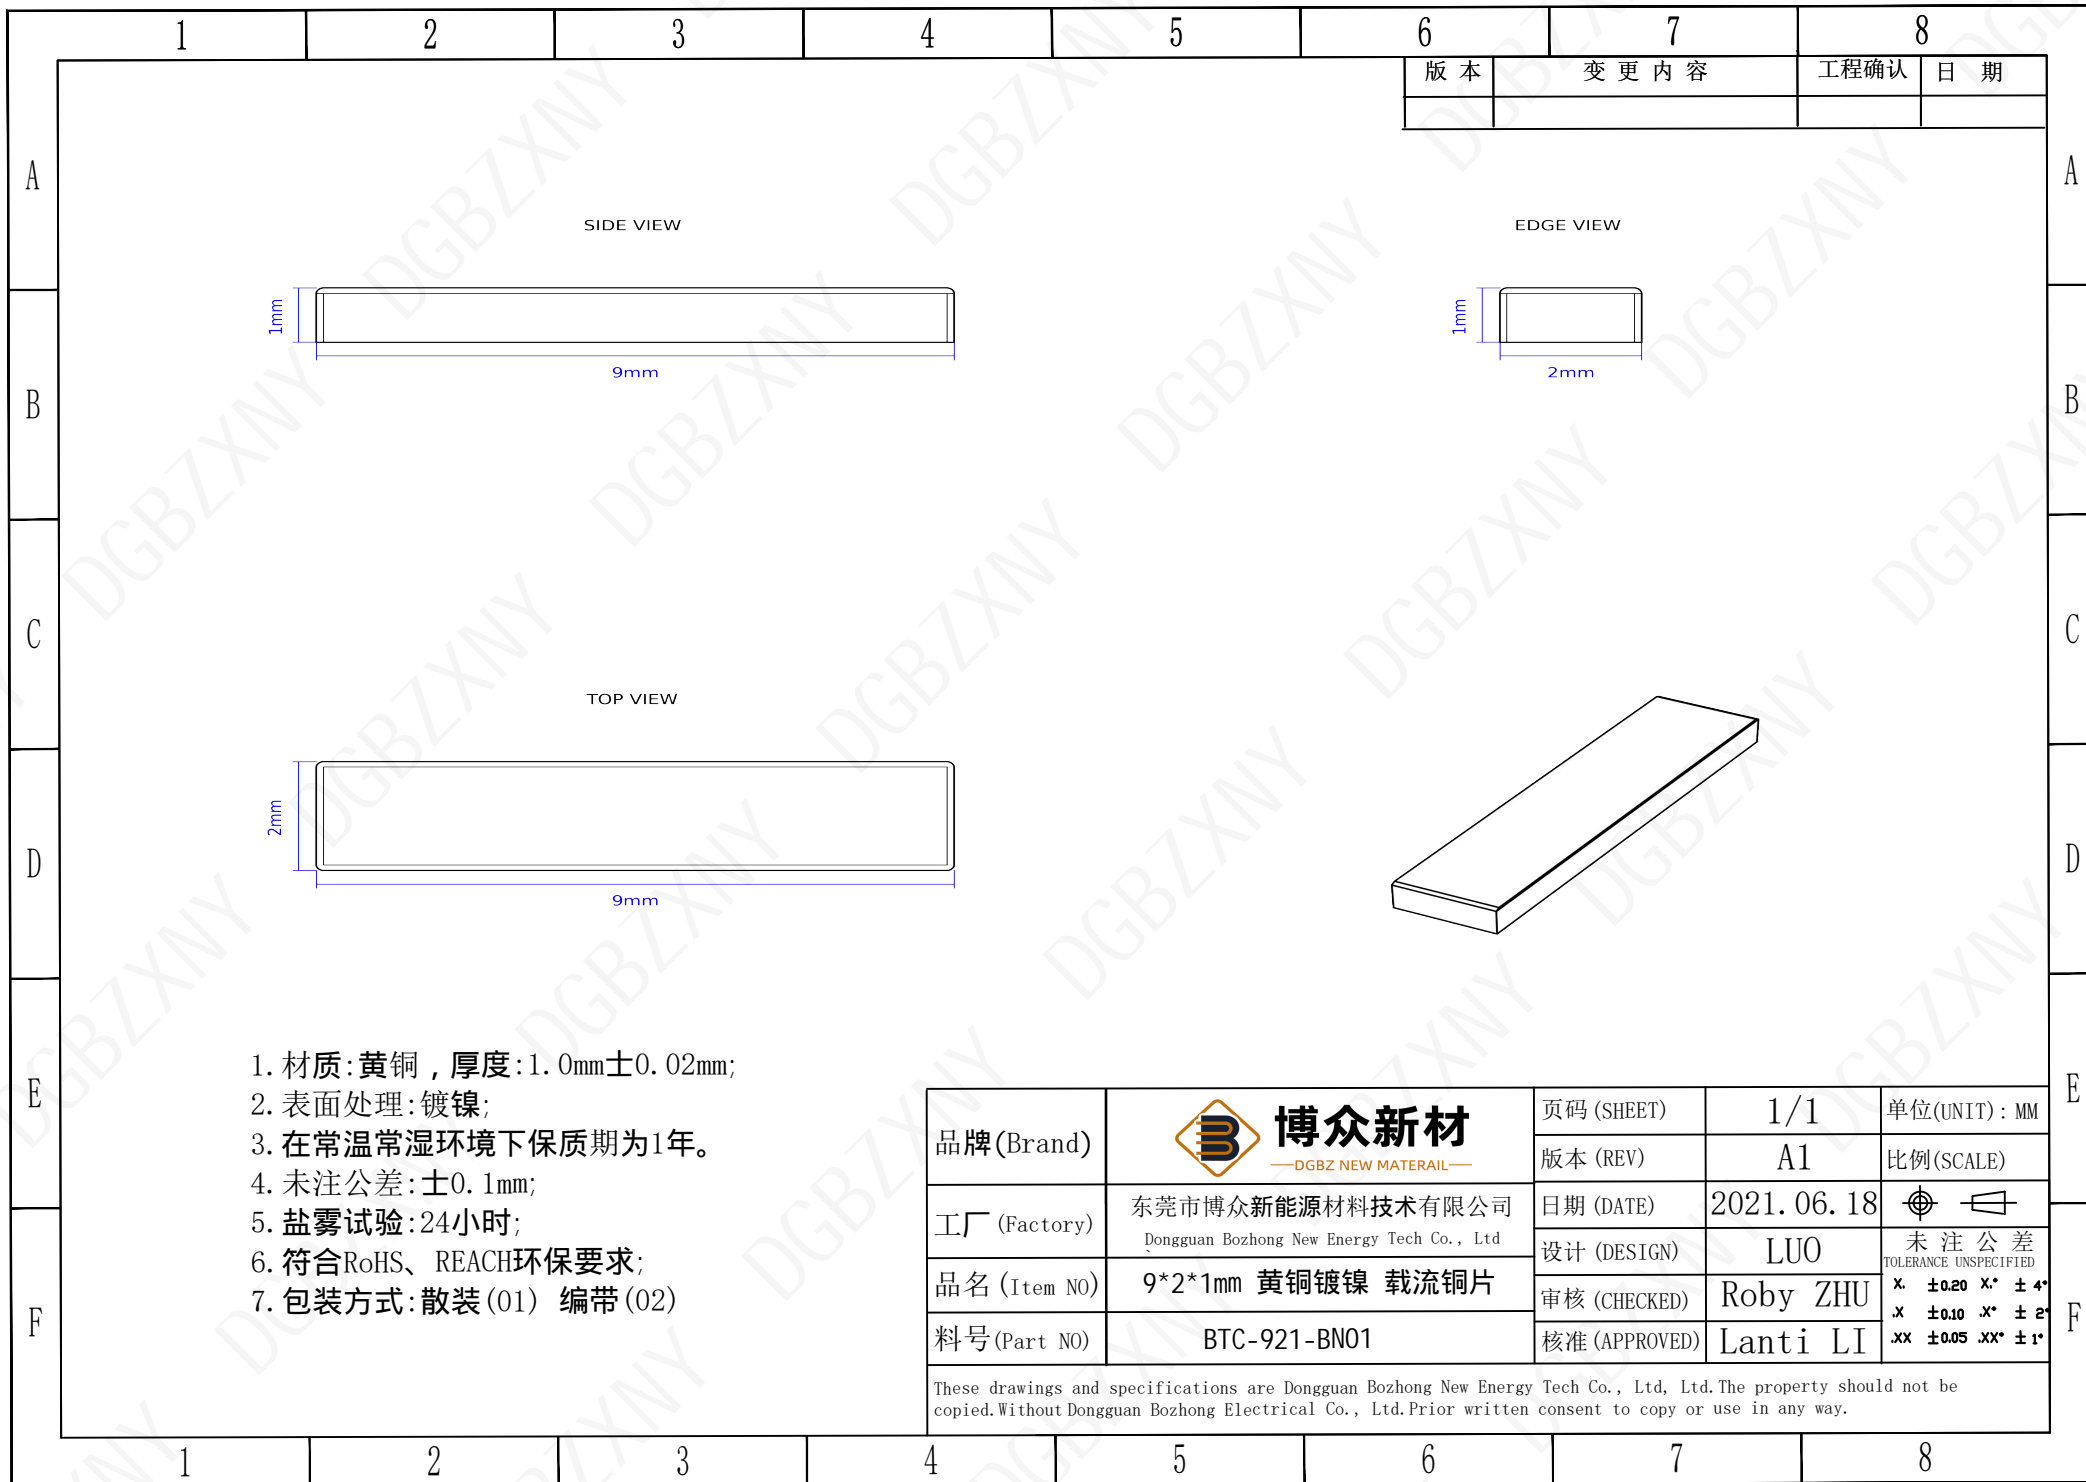 1 2 3 4 5 6 7 8
版本 变更内容 工程确认 日期
A A
SIDE VIEW EDGE VIEW
1mm 1mm
9mm 2mm
B B
C C
TOP VIEW
2mm
9mm
D D
1.材质:黄铜，厚度:1.0mm±0.02mm;
2.表面处理:镀镍;
3.在常温常湿环境下保质期为1年。
4.未注公差:±0.1mm;
5.盐雾试验:24小时;
6.符合RoHS、REACH环保要求;
7.包装方式:散装(01) 编带(02)
E E
F F
品牌(Brand) 博众新材
DGBZ NEW MATERAIL
工厂(Factory) 东莞市博众新能源材料技术有限公司
Dongguan Bozhong New Energy Tech Co., Ltd
品名(Item NO) 9*2*1mm 黄铜镀镍 载流铜片
料号(Part NO) BTC-921-BN01
页码(SHEET) 1/1 单位(UNIT): MM
版本(REV) A1 比例(SCALE)
日期(DATE) 2021.06.18
设计(DESIGN) LUO 未注公差
TOLERANCE UNSPECIFIED
审核(CHECKED) Roby ZHU
核准(APPROVED) Lanti LI
X. ±0.20 X.° ±4°
.X ±0.10 .X° ±2°
.XX ±0.05 .XX° ±1°
These drawings and specifications are Dongguan Bozhong New Energy Tech Co., Ltd, Ltd.The property should not be
copied.Without Dongguan Bozhong Electrical Co., Ltd.Prior written consent to copy or use in any way.
1 2 3 4 5 6 7 8
DGBZXNY